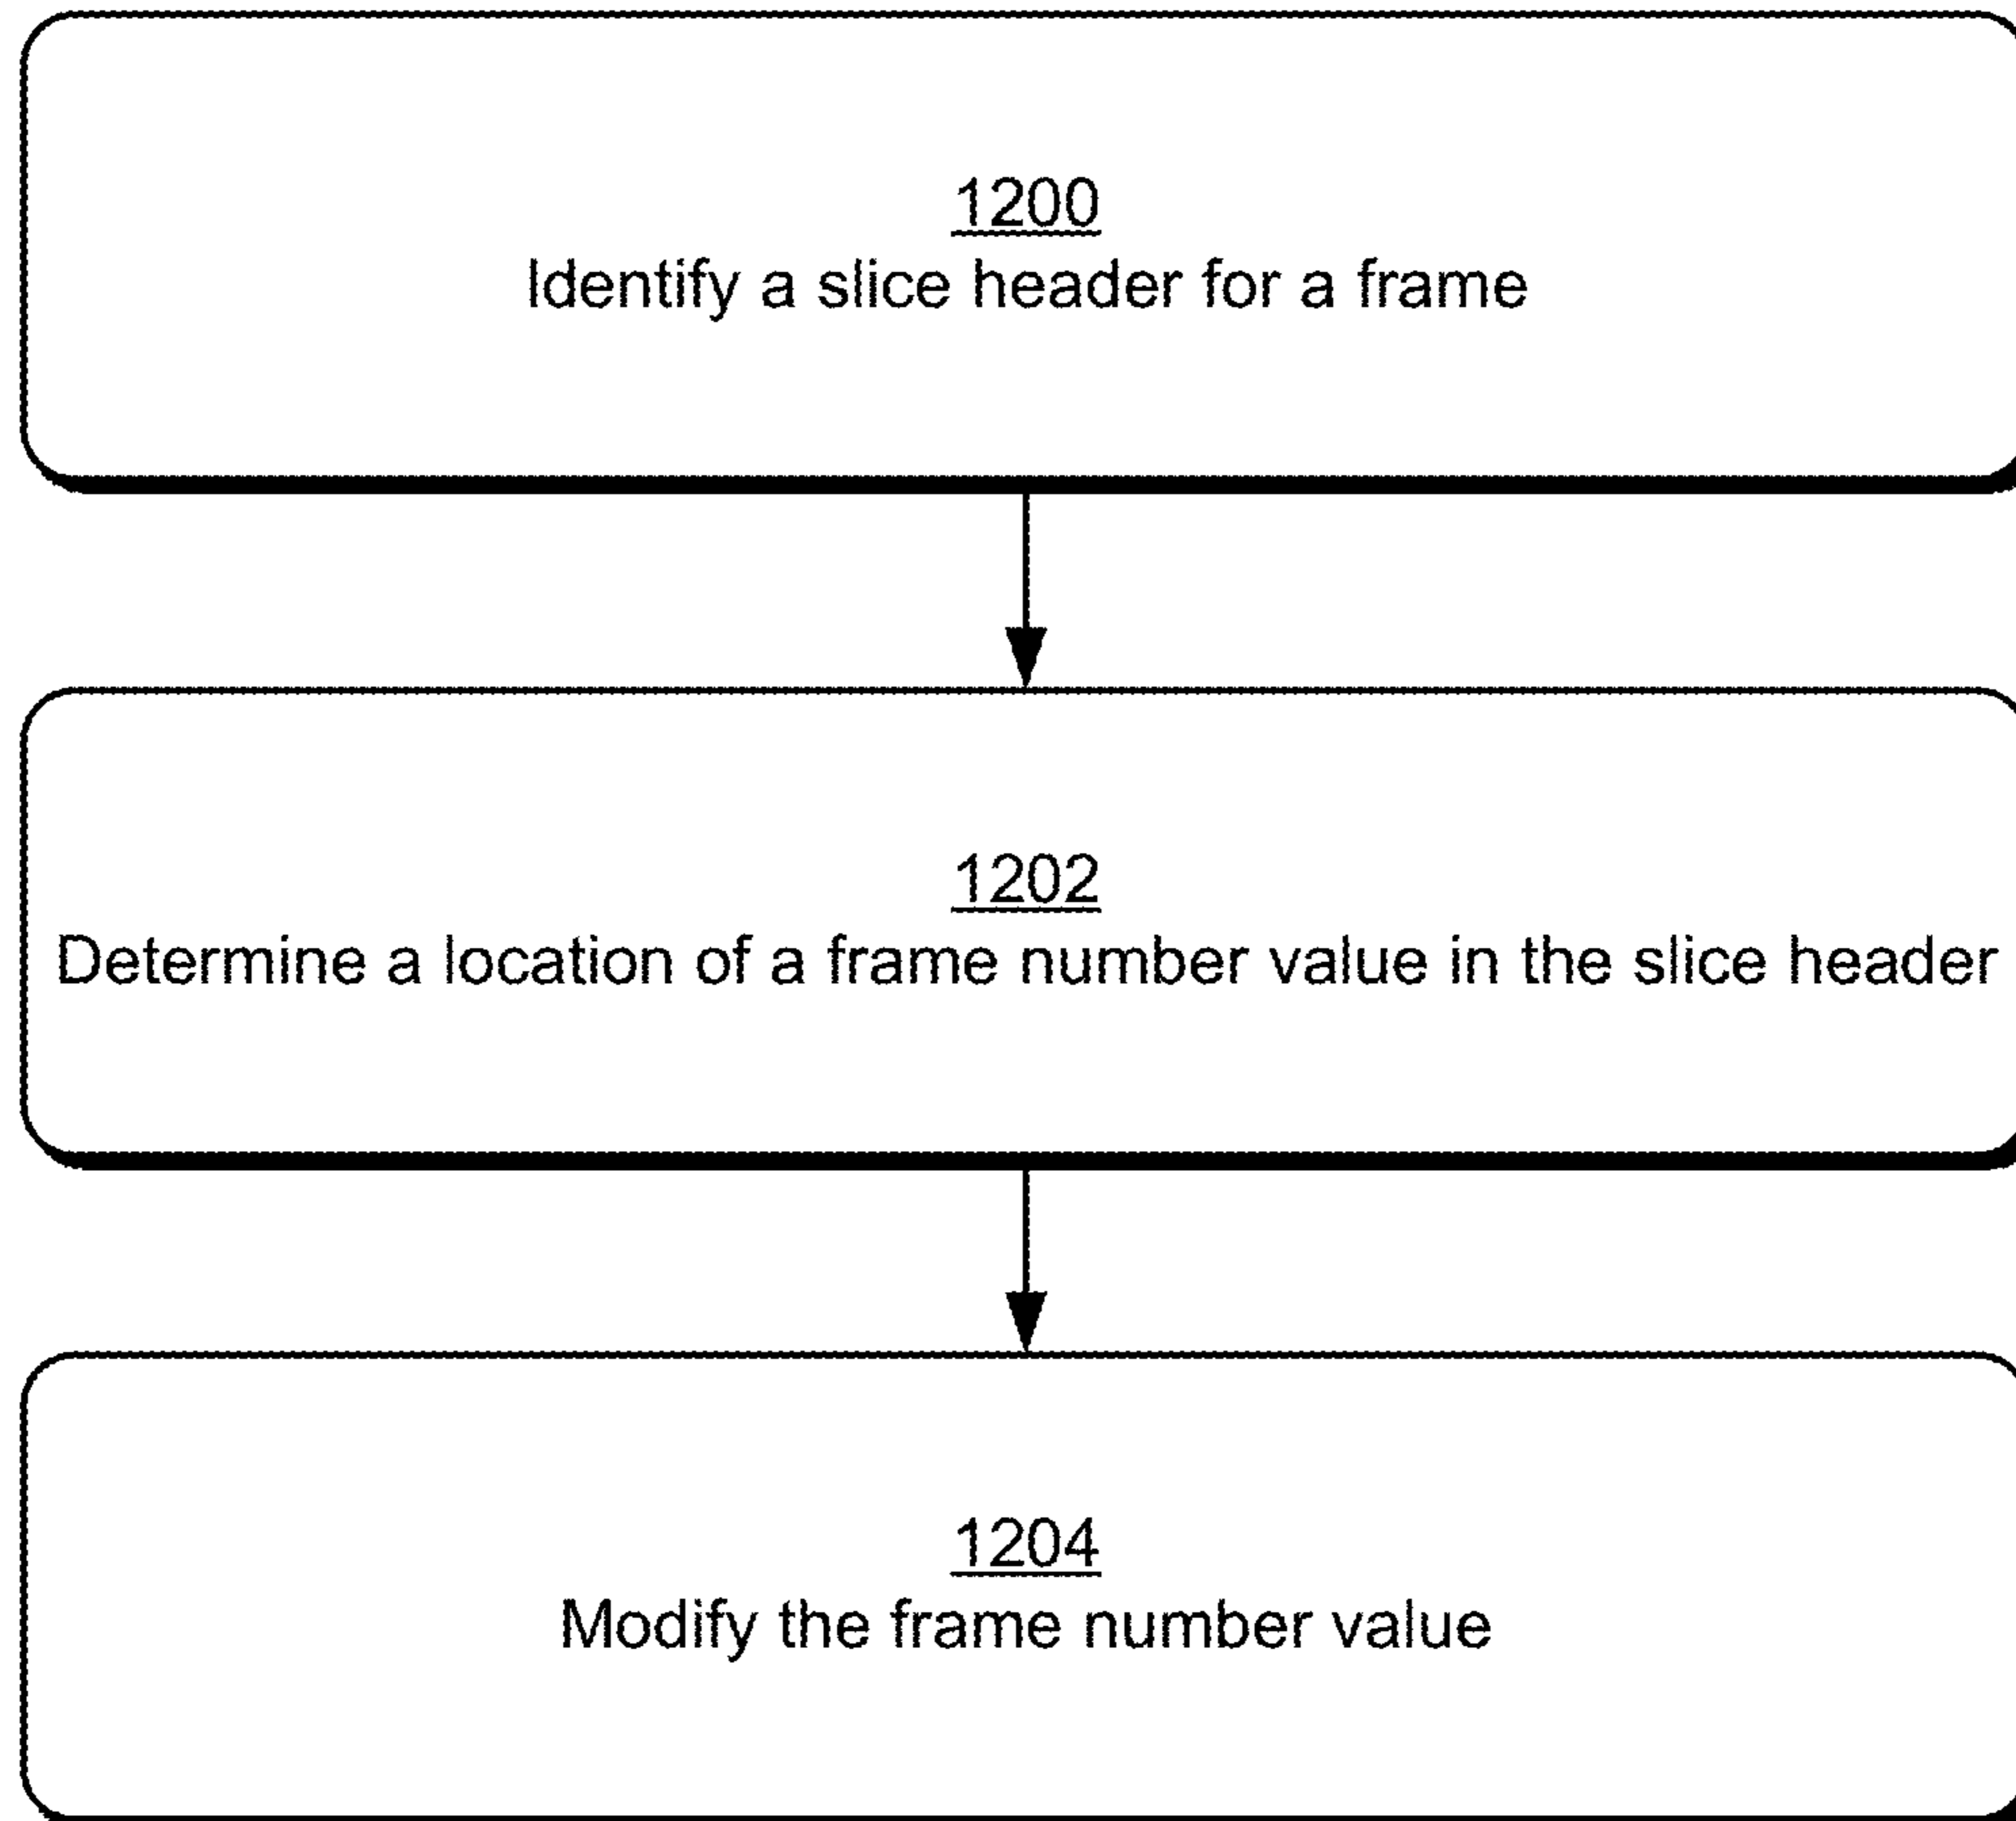 1200
Identify a slice header for a frame
1202
Determine a location of a frame number value in the slice header
1204
Modify the frame number value